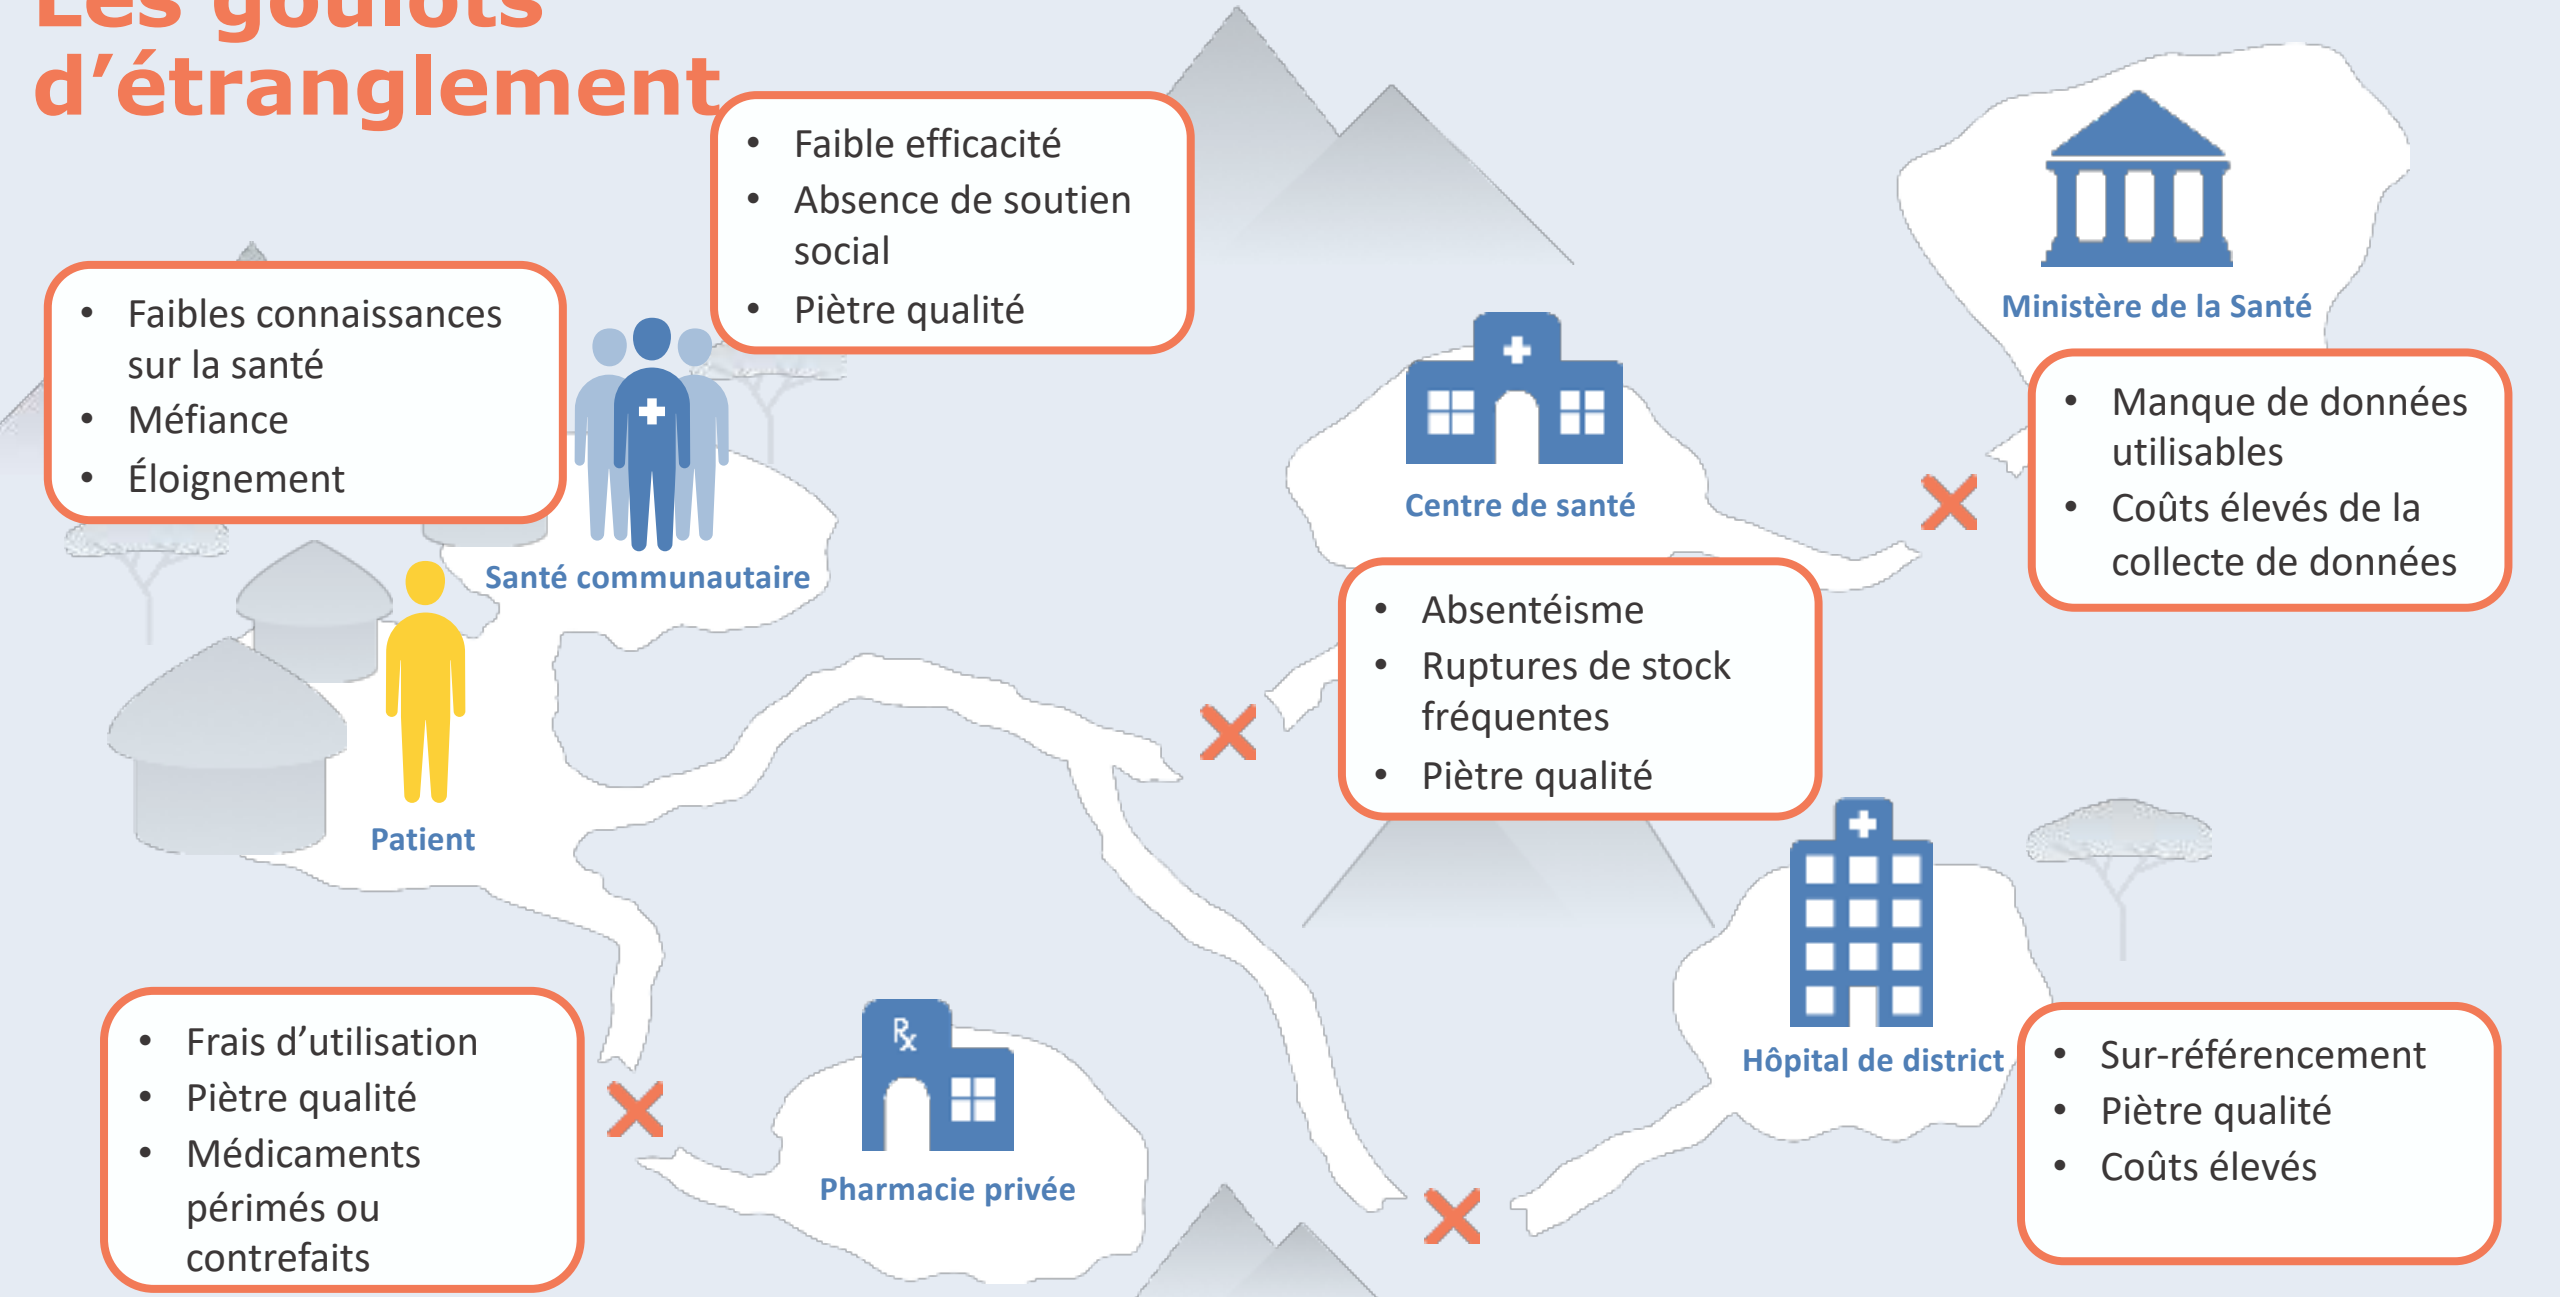 Les goulots
d’étranglement
• Faible efficacité
• Absence de soutien
social
• Piètre qualité
• Faibles connaissances
sur la santé
• Méfiance
• Éloignement
Santé communautaire
Patient
Ministère de la Santé
• Manque de données
utilisables
• Coûts élevés de la
collecte de données
Centre de santé
• Absentéisme
• Ruptures de stock
fréquentes
• Piètre qualité
• Frais d’utilisation
• Piètre qualité
• Médicaments
périmés ou
contrefaits
Rx
Pharmacie privée
Hôpital de district
• Sur-référencement
• Piètre qualité
• Coûts élevés